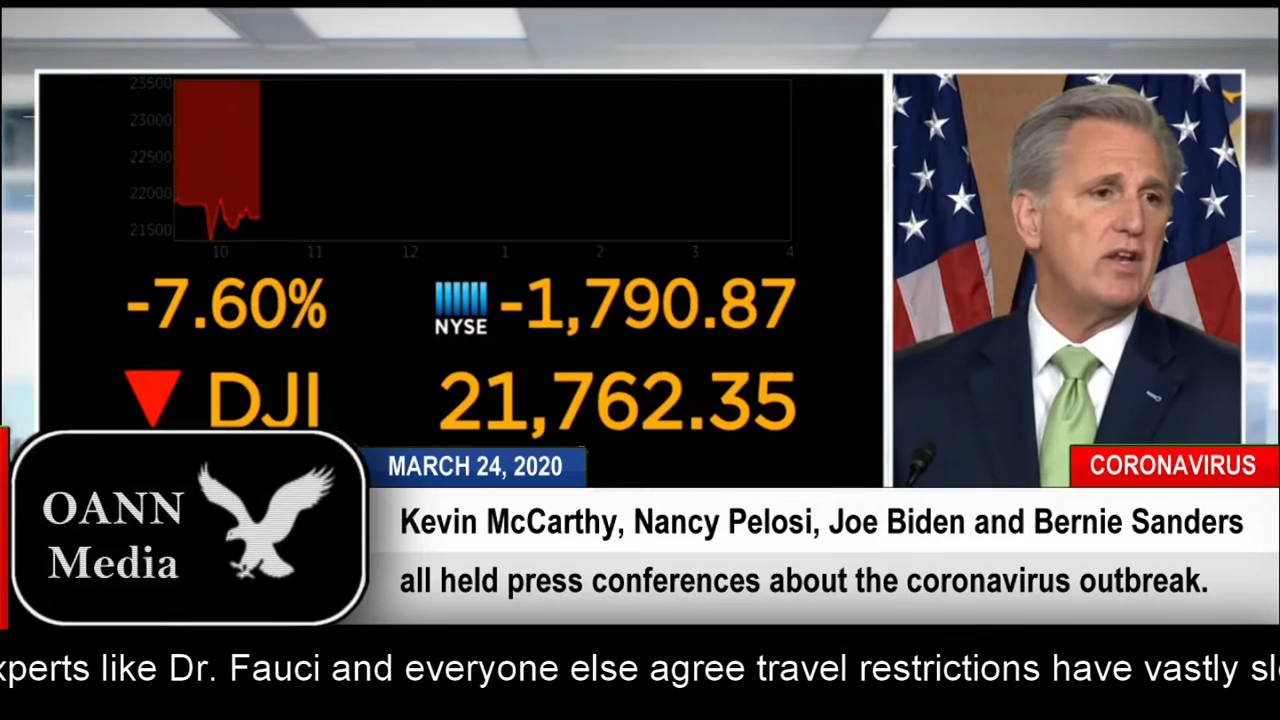 23500
23000
22500
22000
21500
10 11 12 1 2 3 4
-7.60% NYSE -1,790.87
DJI 21,762.35
MARCH 24, 2020
CORONAVIRUS
OANN
Media
Kevin McCarthy, Nancy Pelosi, Joe Biden and Bernie Sanders
all held press conferences about the coronavirus outbreak.
xperts like Dr. Fauci and everyone else agree travel restrictions have vastly